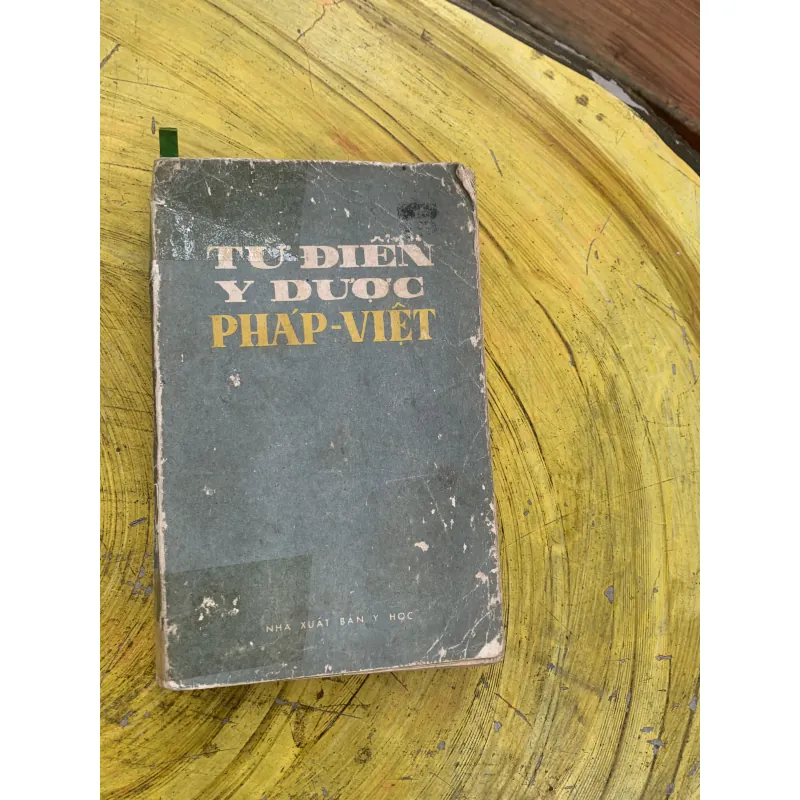 TỪ ĐIỂN
Y DƯỢC
PHÁP-VIỆT
NHÀ XUẤT BẢN Y HỌC